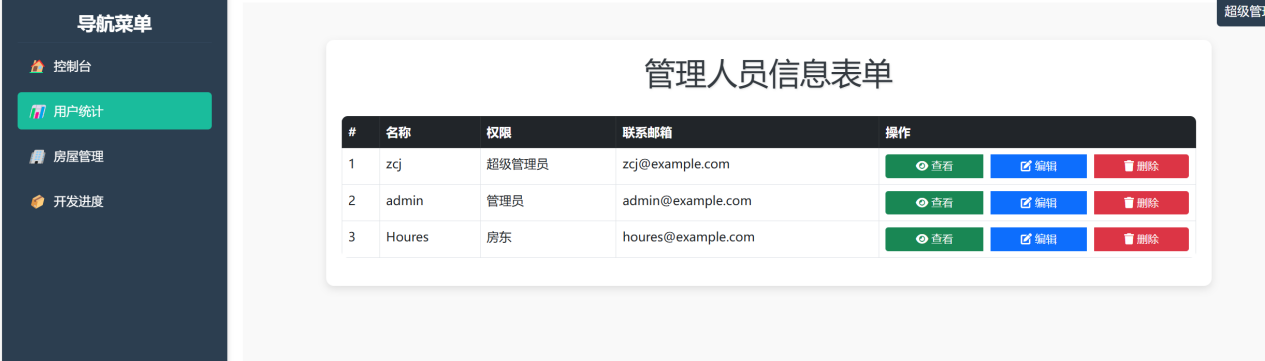 导航菜单
控制台
用户统计
房屋管理
开发进度
超级管
管理人员信息表单
# 名称 权限 联系邮箱 操作
1 zcj 超级管理员 zcj@example.com 查看 编辑 删除
2 admin 管理员 admin@example.com 查看 编辑 删除
3 Houres 房东 houres@example.com 查看 编辑 删除